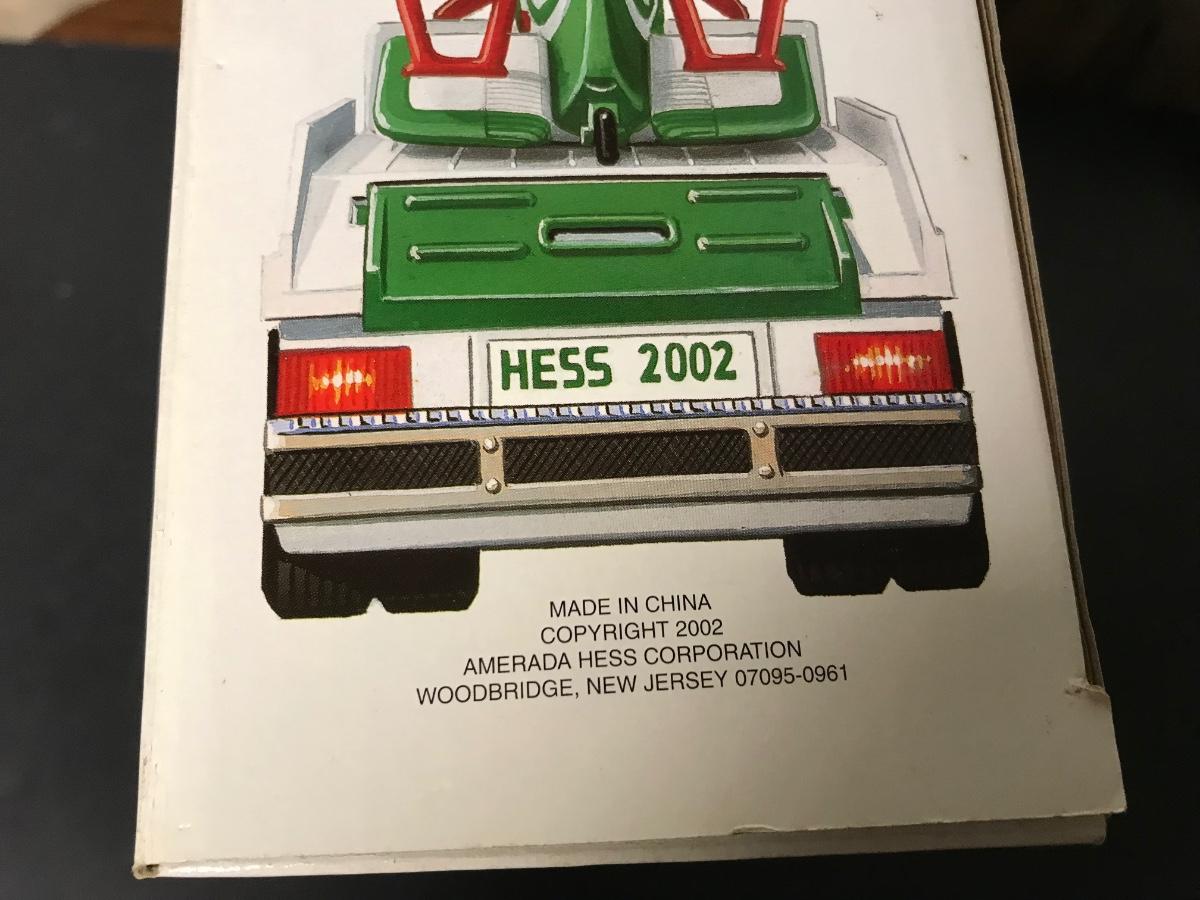 HESS 2002
MADE IN CHINA
COPYRIGHT 2002
AMERADA HESS CORPORATION
WOODBRIDGE, NEW JERSEY 07095-0961